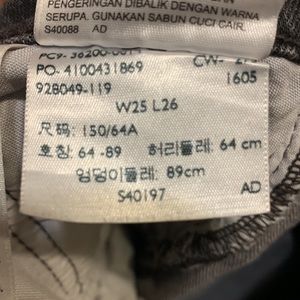 PENGERINGAN DIBALIK DENGAN WARNA
SERUPA. GUNAKAN SABUN CUCI CAIR.
S40088 AD
PO- 4100431869
1605
928049-119
W25 L26
尺码: 150/64A
호칭: 64 -89 허리둘레: 64 cm
엉덩이둘레: 89cm
S40197 AD